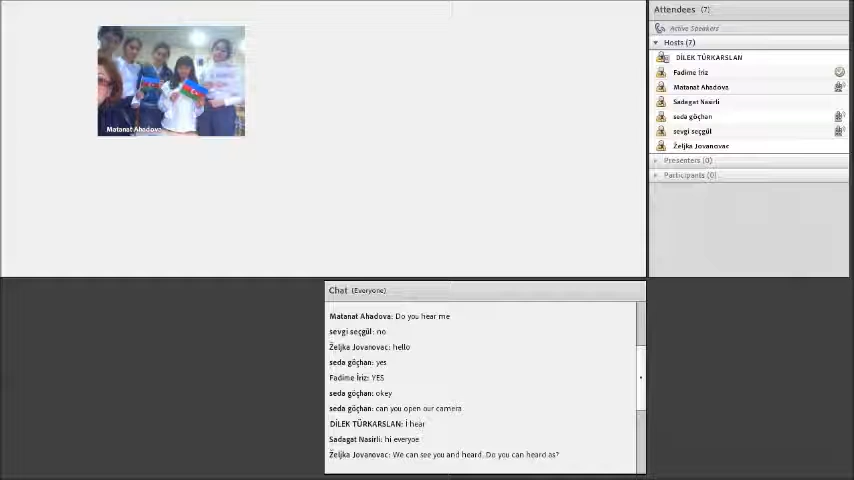 Matanat Ahadova
Attendees (7)
Active Speakers
Hosts (7)
DİLEK TÜRKARSLAN
Fadime İriz
Matanat Ahadova
Sadagat Nasirli
seda göçhan
sevgi seçgül
Željka Jovanovac
Presenters (0)
Participants (0)
Chat (Everyone)
Matanat Ahadova: Do you hear me
sevgi seçgül: no
Željka Jovanovac: hello
seda göçhan: yes
Fadime İriz: YES
seda göçhan: okey
seda göçhan: can you open our camera
DİLEK TÜRKARSLAN: İ hear
Sadagat Nasirli: hi everyoe
Željka Jovanovac: We can see you and heard. Do you can heard as?